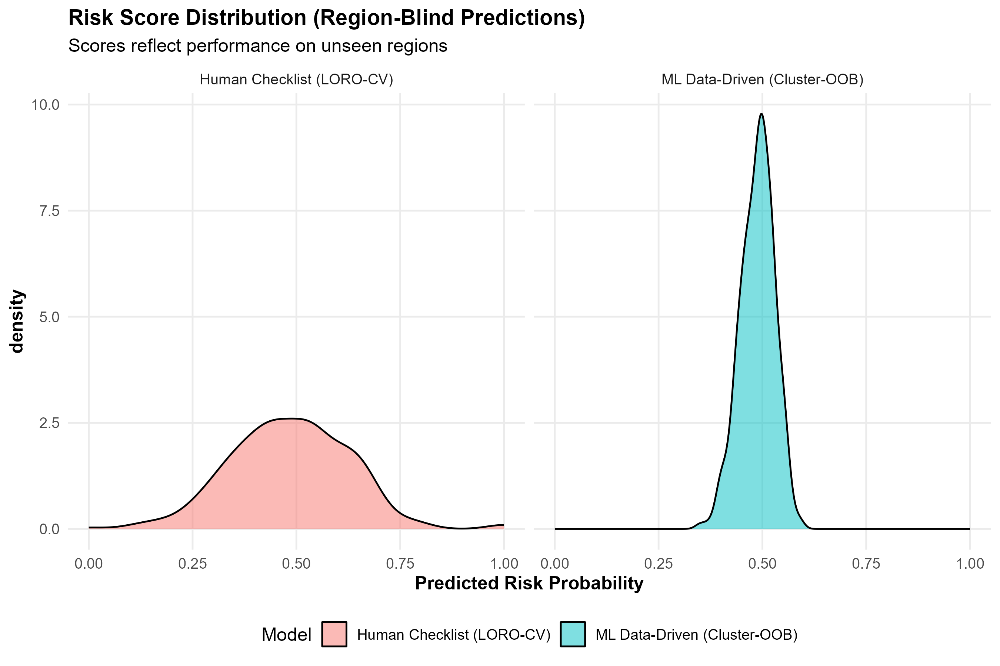 Risk Score Distribution (Region-Blind Predictions)
Scores reflect performance on unseen regions
Human Checklist (LORO-CV)
ML Data-Driven (Cluster-OOB)
10.0
7.5
5.0
2.5
0.0
density
0.00 0.25 0.50 0.75 1.00 0.00 0.25 0.50 0.75 1.00
Predicted Risk Probability
Model Human Checklist (LORO-CV) ML Data-Driven (Cluster-OOB)